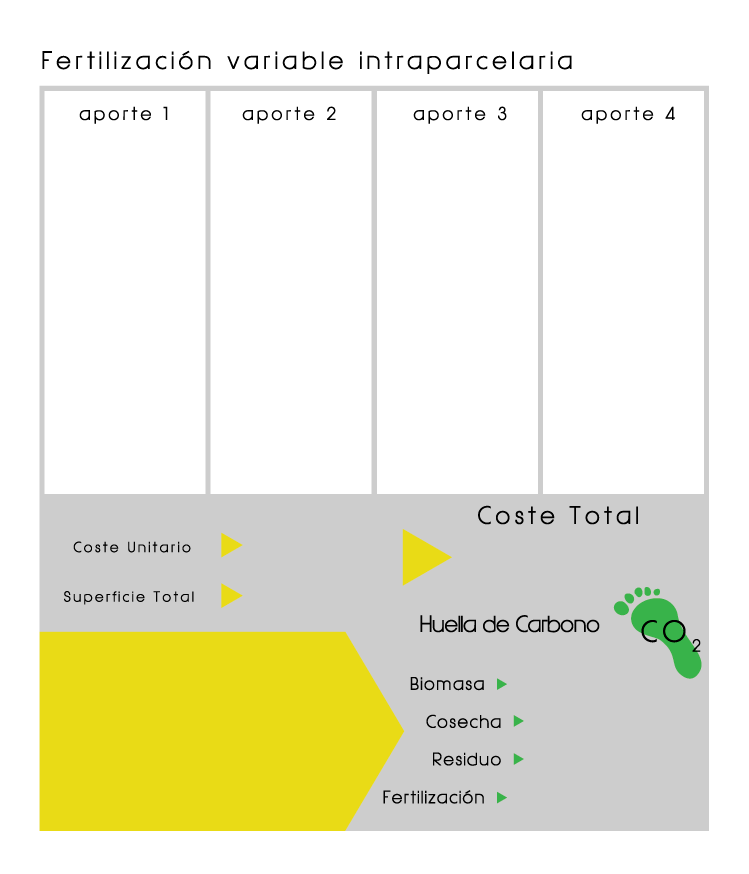 Fertilización variable intraparcelaria
aporte 1
aporte 2
aporte 3
aporte 4
Coste Total
Coste Unitario
Superficie Total
Huella de Carbono
CO2
Biomasa
Cosecha
Residuo
Fertilización